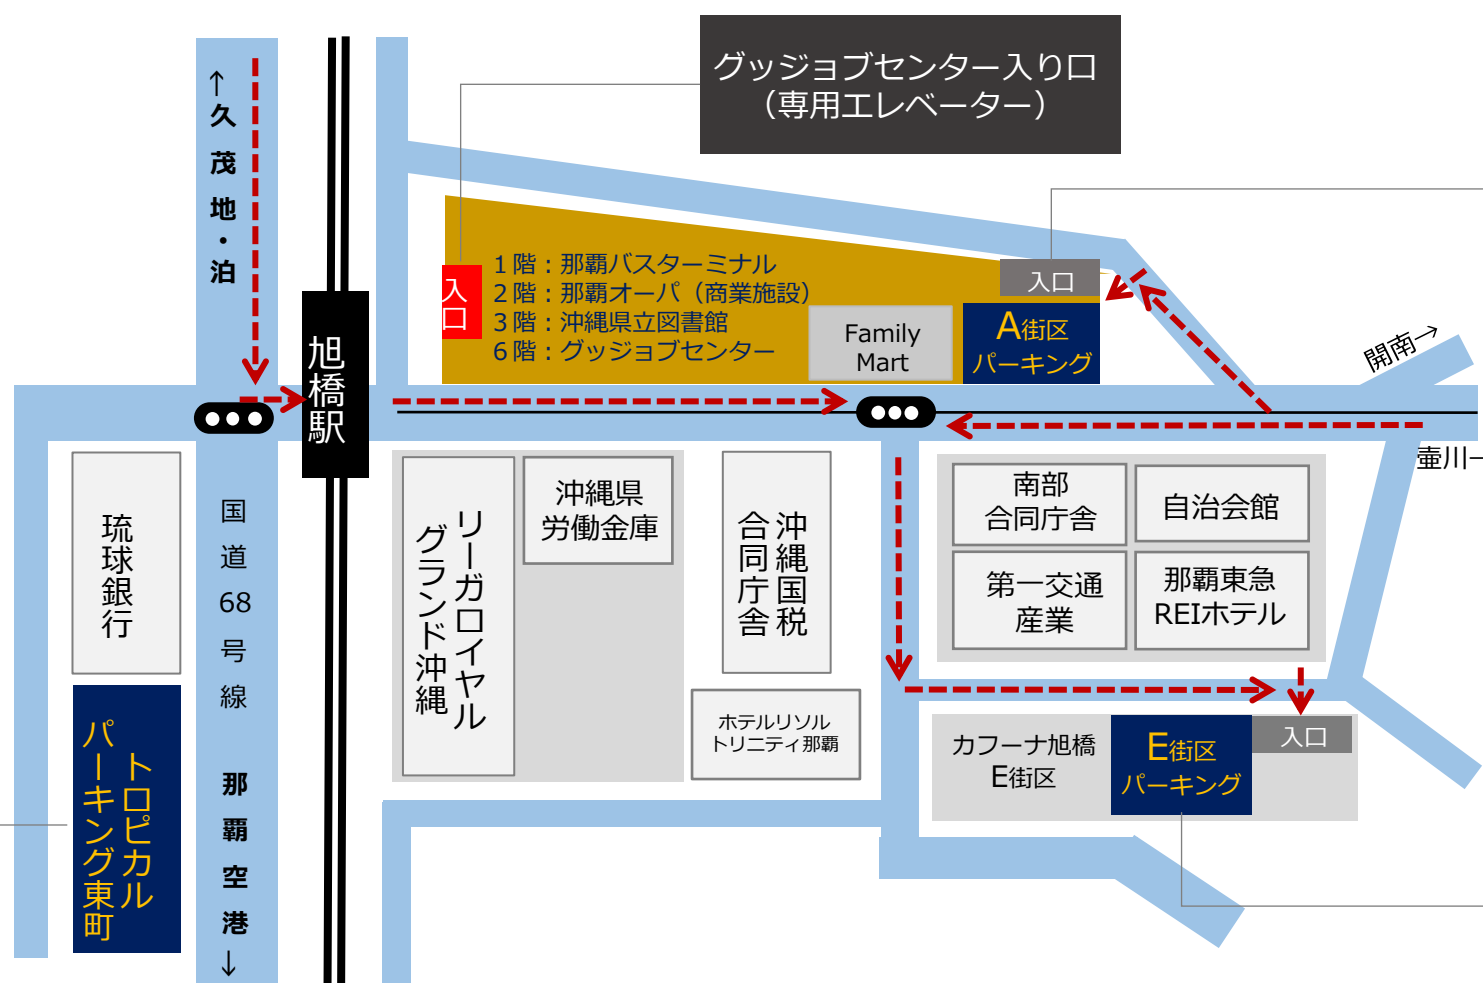 グッジョブセンター入り口
（専用エレベーター）
↑久茂地・泊
入口
1階：那覇バスターミナル
2階：那覇オーパ（商業施設）
3階：沖縄県立図書館
6階：グッジョブセンター
Family
Mart
入口
A街区
パーキング
開南→
旭橋駅
壷川
琉球銀行
国道68号線
リーガロイヤル
グランド沖縄
沖縄県
労働金庫
沖縄国税
合同庁舎
南部
合同庁舎
自治会館
第一交通
産業
那覇東急
REIホテル
ホテルリソル
トリニティ那覇
カフーナ旭橋
E街区
E街区
パーキング
入口
トロピカル
パーキング東町
那覇空港↓